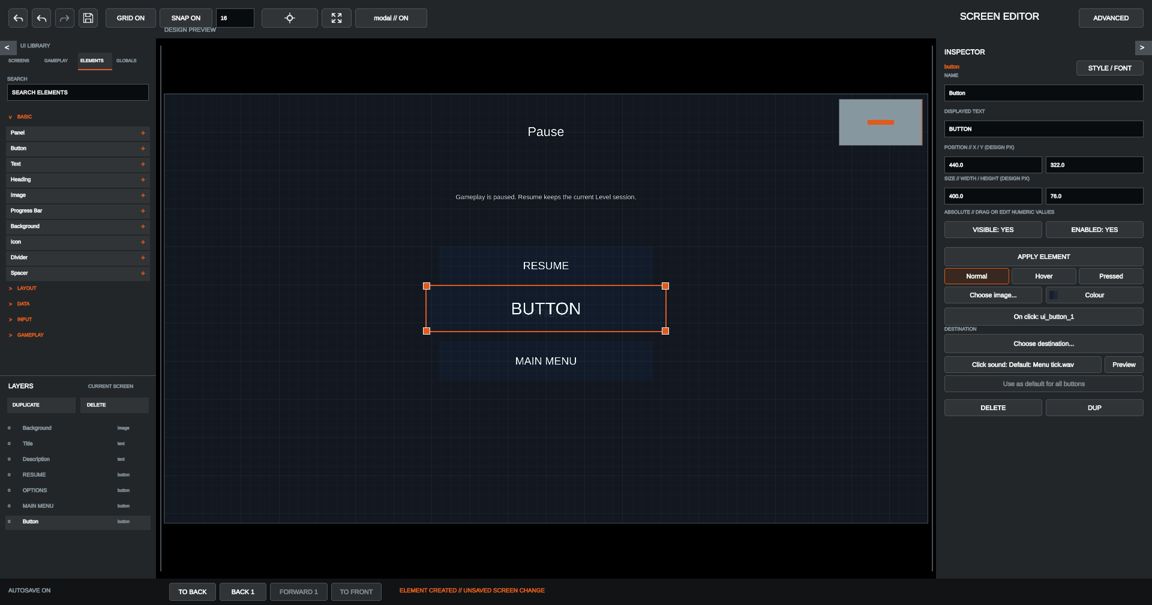 GRID ON
SNAP ON
16
modal // ON
SCREEN EDITOR
ADVANCED
DESIGN PREVIEW
<
UI LIBRARY
SCREENS
GAMEPLAY
ELEMENTS
GLOBALS
SEARCH
SEARCH ELEMENTS
v BASIC
Panel +
Button +
Text +
Heading +
Image +
Progress Bar +
Background +
Icon +
Divider +
Spacer +
> LAYOUT
> DATA
> INPUT
> GAMEPLAY
LAYERS
CURRENT SCREEN
DUPLICATE
DELETE
Background image
Title text
Description text
RESUME button
OPTIONS button
MAIN MENU button
Button button
Pause
Gameplay is paused. Resume keeps the current Level session.
RESUME
BUTTON
MAIN MENU
>
INSPECTOR
button
NAME
STYLE / FONT
Button
DISPLAYED TEXT
BUTTON
POSITION // X / Y (DESIGN PX)
440.0
322.0
SIZE // WIDTH / HEIGHT (DESIGN PX)
400.0
76.0
ABSOLUTE // DRAG OR EDIT NUMERIC VALUES
VISIBLE: YES
ENABLED: YES
APPLY ELEMENT
Normal
Hover
Pressed
Choose image...
Colour
On click: ui_button_1
DESTINATION
Choose destination...
Click sound: Default: Menu tick.wav
Preview
Use as default for all buttons
DELETE
DUP
AUTOSAVE ON
TO BACK
BACK 1
FORWARD 1
TO FRONT
ELEMENT CREATED // UNSAVED SCREEN CHANGE